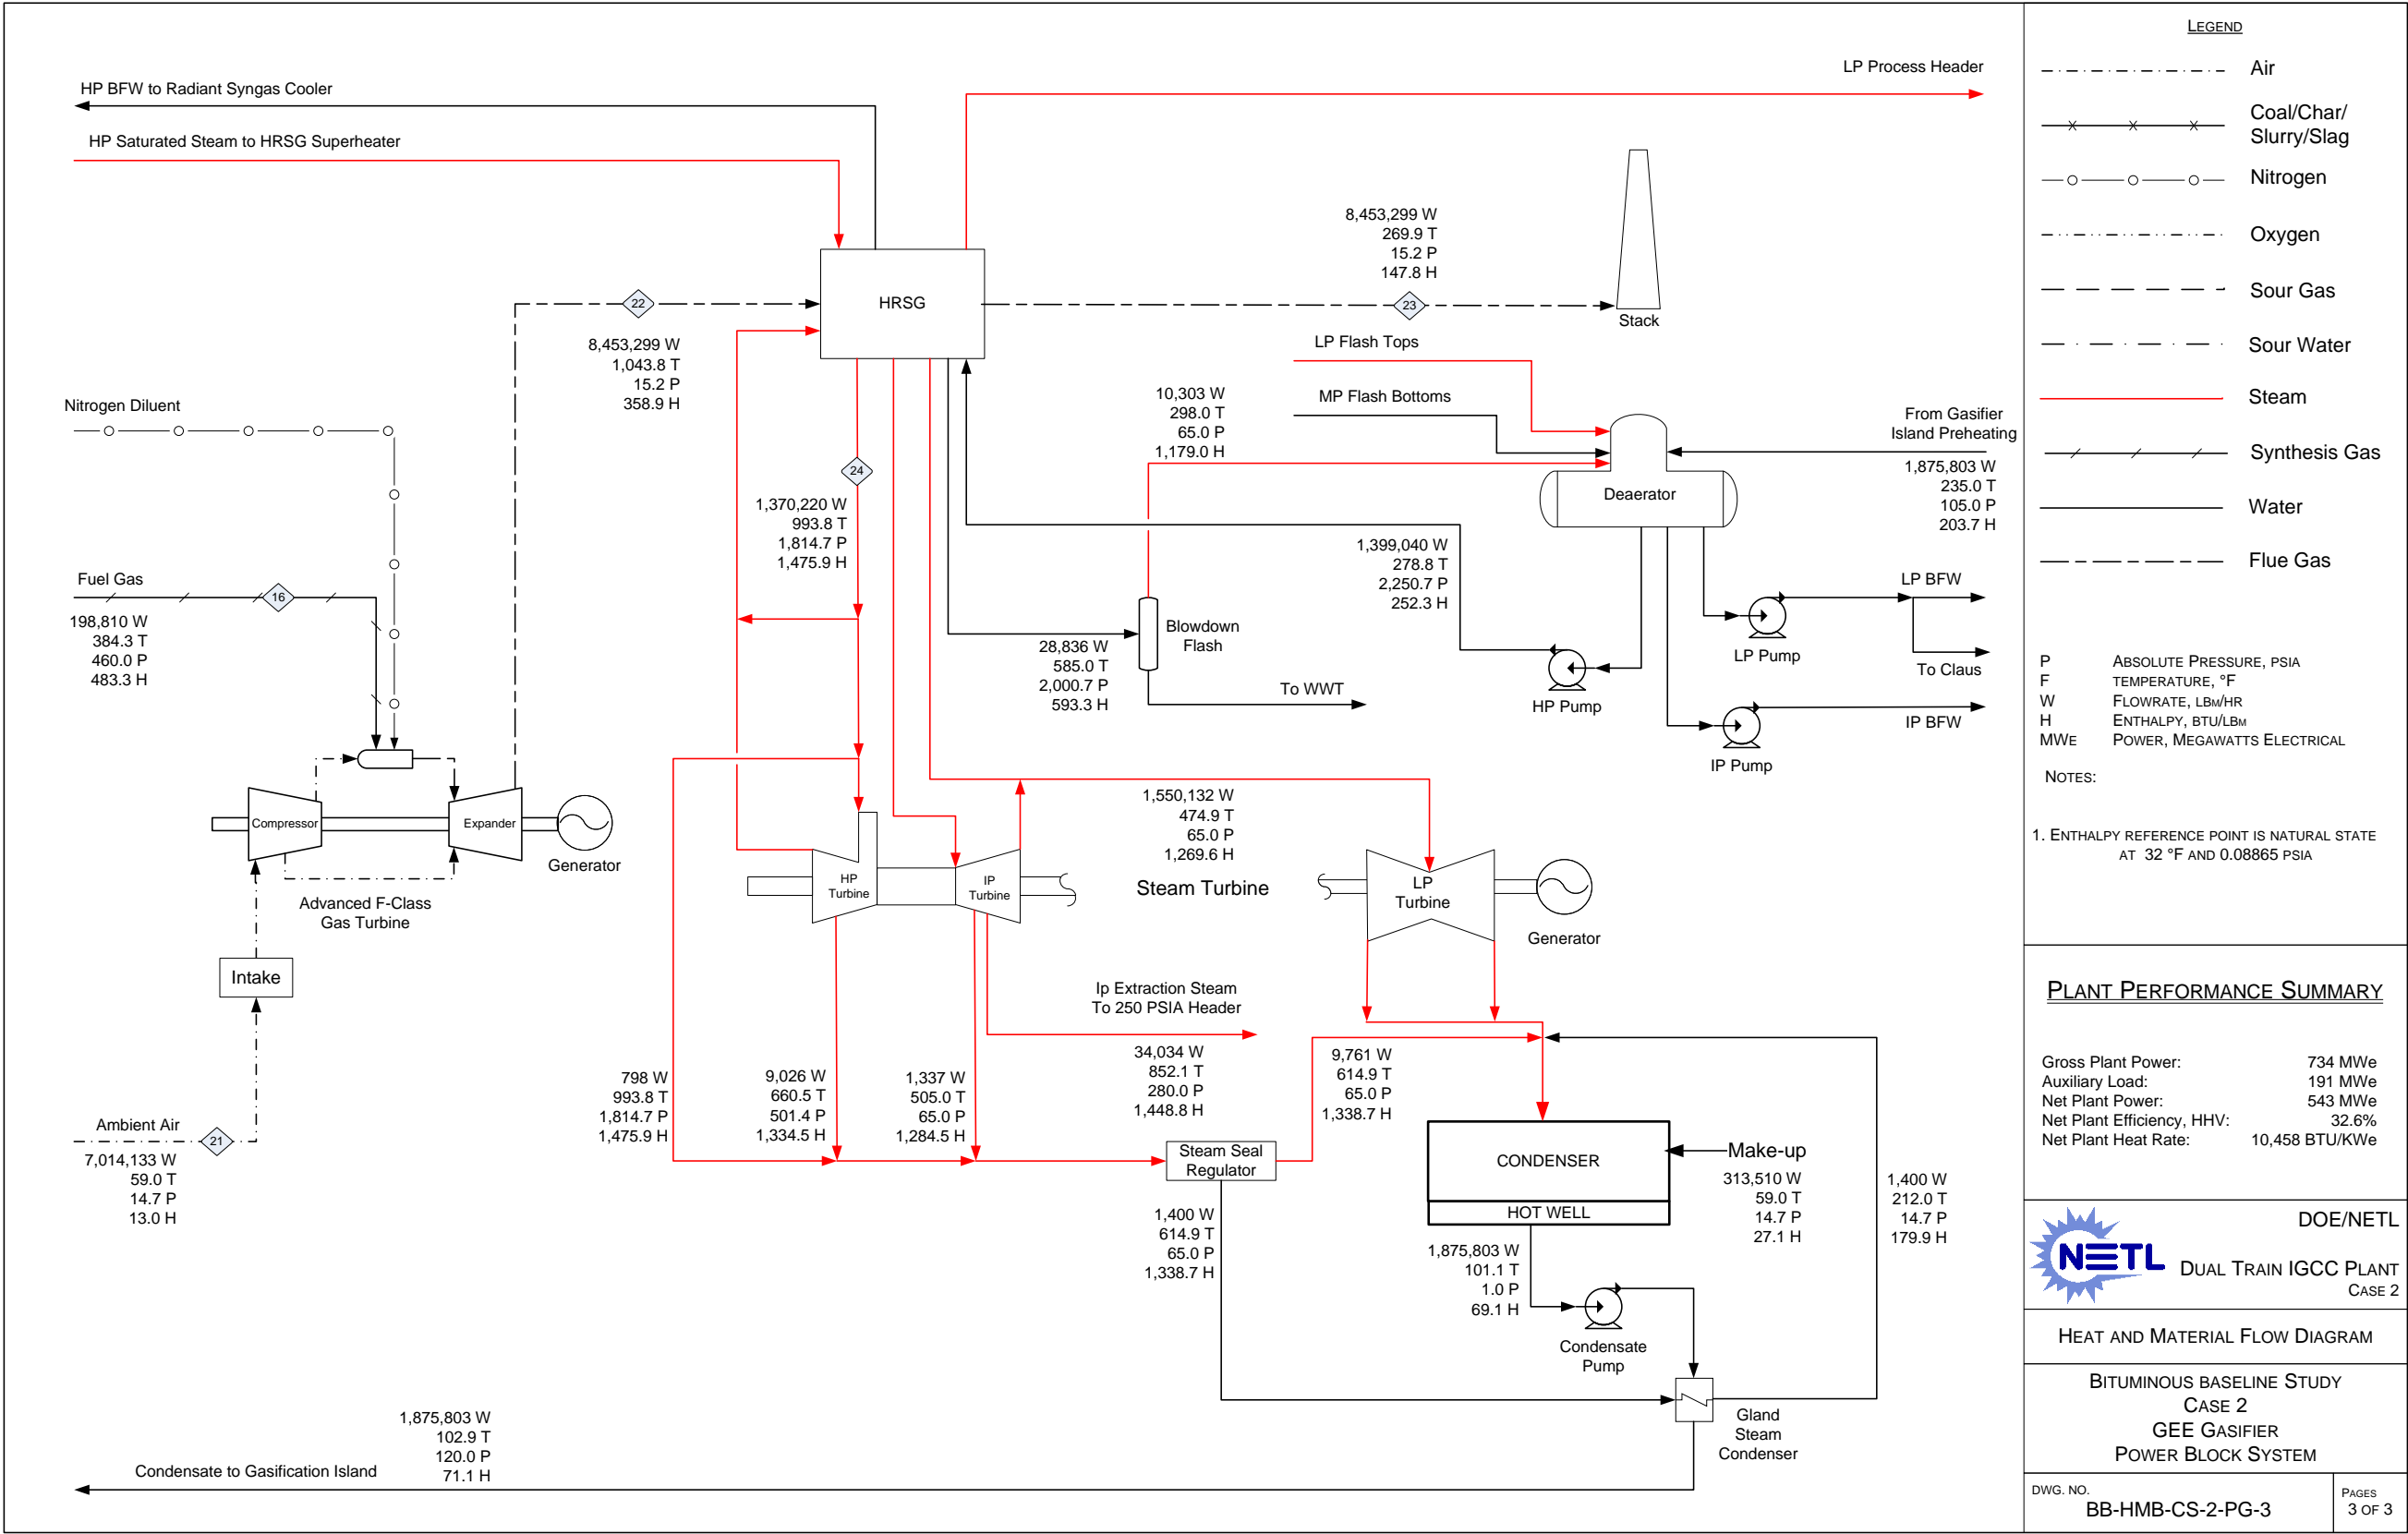 HP BFW to Radiant Syngas Cooler
HP Saturated Steam to HRSG Superheater
LP Process Header
HRSG
22
8,453,299 W
1,043.8 T
15.2 P
358.9 H
8,453,299 W
269.9 T
15.2 P
147.8 H
23
Stack
Nitrogen Diluent
24
1,370,220 W
993.8 T
1,814.7 P
1,475.9 H
LP Flash Tops
MP Flash Bottoms
10,303 W
298.0 T
65.0 P
1,179.0 H
From Gasifier
Island Preheating
1,875,803 W
235.0 T
105.0 P
203.7 H
Deaerator
1,399,040 W
278.8 T
2,250.7 P
252.3 H
Fuel Gas
16
198,810 W
384.3 T
460.0 P
483.3 H
Blowdown
Flash
28,836 W
585.0 T
2,000.7 P
593.3 H
To WWT
HP Pump
LP BFW
LP Pump
To Claus
IP BFW
IP Pump
Compressor
Expander
Generator
Advanced F-Class
Gas Turbine
Intake
Ambient Air
21
7,014,133 W
59.0 T
14.7 P
13.0 H
1,550,132 W
474.9 T
65.0 P
1,269.6 H
HP
Turbine
IP
Turbine
Steam Turbine
LP
Turbine
Generator
Ip Extraction Steam
To 250 PSIA Header
34,034 W
852.1 T
280.0 P
1,448.8 H
798 W
993.8 T
1,814.7 P
1,475.9 H
9,026 W
660.5 T
501.4 P
1,334.5 H
1,337 W
505.0 T
65.0 P
1,284.5 H
9,761 W
614.9 T
65.0 P
1,338.7 H
Steam Seal
Regulator
1,400 W
614.9 T
65.0 P
1,338.7 H
CONDENSER
HOT WELL
Make-up
313,510 W
59.0 T
14.7 P
27.1 H
1,400 W
212.0 T
14.7 P
179.9 H
1,875,803 W
101.1 T
1.0 P
69.1 H
Condensate
Pump
Gland
Steam
Condenser
1,875,803 W
102.9 T
120.0 P
71.1 H
Condensate to Gasification Island
LEGEND
Air
Coal/Char/
Slurry/Slag
Nitrogen
Oxygen
Sour Gas
Sour Water
Steam
Synthesis Gas
Water
Flue Gas
P ABSOLUTE PRESSURE, PSIA
F TEMPERATURE, °F
W FLOWRATE, LBM/HR
H ENTHALPY, BTU/LBM
MWE POWER, MEGAWATTS ELECTRICAL
NOTES:
1. ENTHALPY REFERENCE POINT IS NATURAL STATE
AT 32 °F AND 0.08865 PSIA
PLANT PERFORMANCE SUMMARY
Gross Plant Power: 734 MWe
Auxiliary Load: 191 MWe
Net Plant Power: 543 MWe
Net Plant Efficiency, HHV: 32.6%
Net Plant Heat Rate: 10,458 BTU/KWe
NETL
DOE/NETL
DUAL TRAIN IGCC PLANT
CASE 2
HEAT AND MATERIAL FLOW DIAGRAM
BITUMINOUS BASELINE STUDY
CASE 2
GEE GASIFIER
POWER BLOCK SYSTEM
DWG. NO.
BB-HMB-CS-2-PG-3
PAGES
3 OF 3